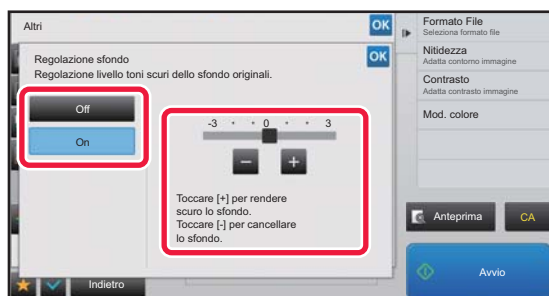 Altri
OK
Regolazione sfondo
OK
Regolazione livello toni scuri dello sfondo originali.
Off
On
-3 0 3
- +
Toccare [+] per rendere
scuro lo sfondo.
Toccare [-] per cancellare
lo sfondo.
Indietro
Formato File
Seleziona formato file
Nitidezza
Adatta contorno immagine
Contrasto
Adatta contrasto immagine
Mod. colore
Anteprima
CA
Avvio